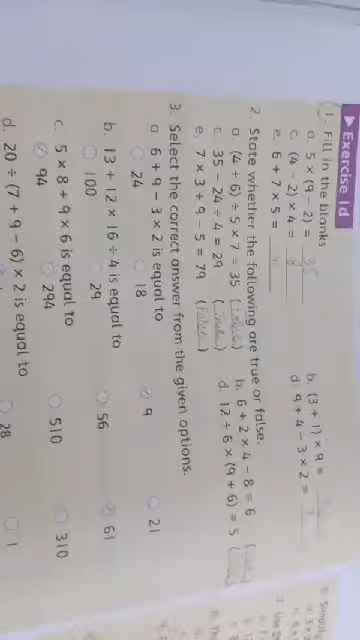 ▶ Exercise 1d
1. Fill in the blanks
a. 5 × (9 – 2) = 35 b. (3 + 1) × 9 =
c. (4 – 2) × 4 = 8 d. 9 + 4 – 3 × 2 = 7
e. 6 + 7 × 5 =
2. State whether the following are true or false.
a. (4 + 6) ÷ 5 × 7 = 35 ( ) b. 6 + 2 × 4 – 8 = 6 ( )
c. 35 – 24 ÷ 4 = 29 ( ) d. 12 ÷ 6 × (9 + 6) = 5 ( )
e. 7 × 3 + 9 – 5 = 79 (False)
3. Select the correct answer from the given options.
a. 6 + 9 – 3 × 2 is equal to
24 18 9 21
b. 13 + 12 × 16 ÷ 4 is equal to
100 29 56 61
c. 5 × 8 + 9 × 6 is equal to
94 294 510 310
d. 20 ÷ (7 + 9 – 6) × 2 is equal to
28 1